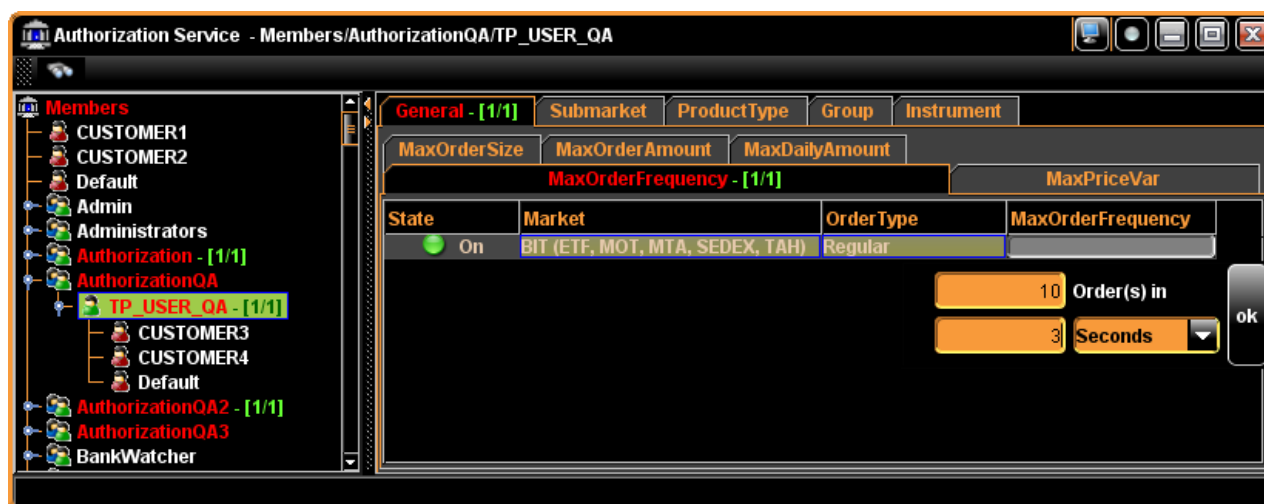 Authorization Service - Members/AuthorizationQA/TP_USER_QA
Members
CUSTOMER1
CUSTOMER2
Default
Admin
Administrators
Authorization - [1/1]
AuthorizationQA
TP_USER_QA - [1/1]
CUSTOMER3
CUSTOMER4
Default
AuthorizationQA2 - [1/1]
AuthorizationQA3
BankWatcher
General - [1/1] Submarket ProductType Group Instrument
MaxOrderSize MaxOrderAmount MaxDailyAmount
MaxOrderFrequency - [1/1] MaxPriceVar
State Market OrderType MaxOrderFrequency
On BIT (ETF, MOT, MTA, SEDEX, TAH) Regular
10 Order(s) in
3 Seconds
ok